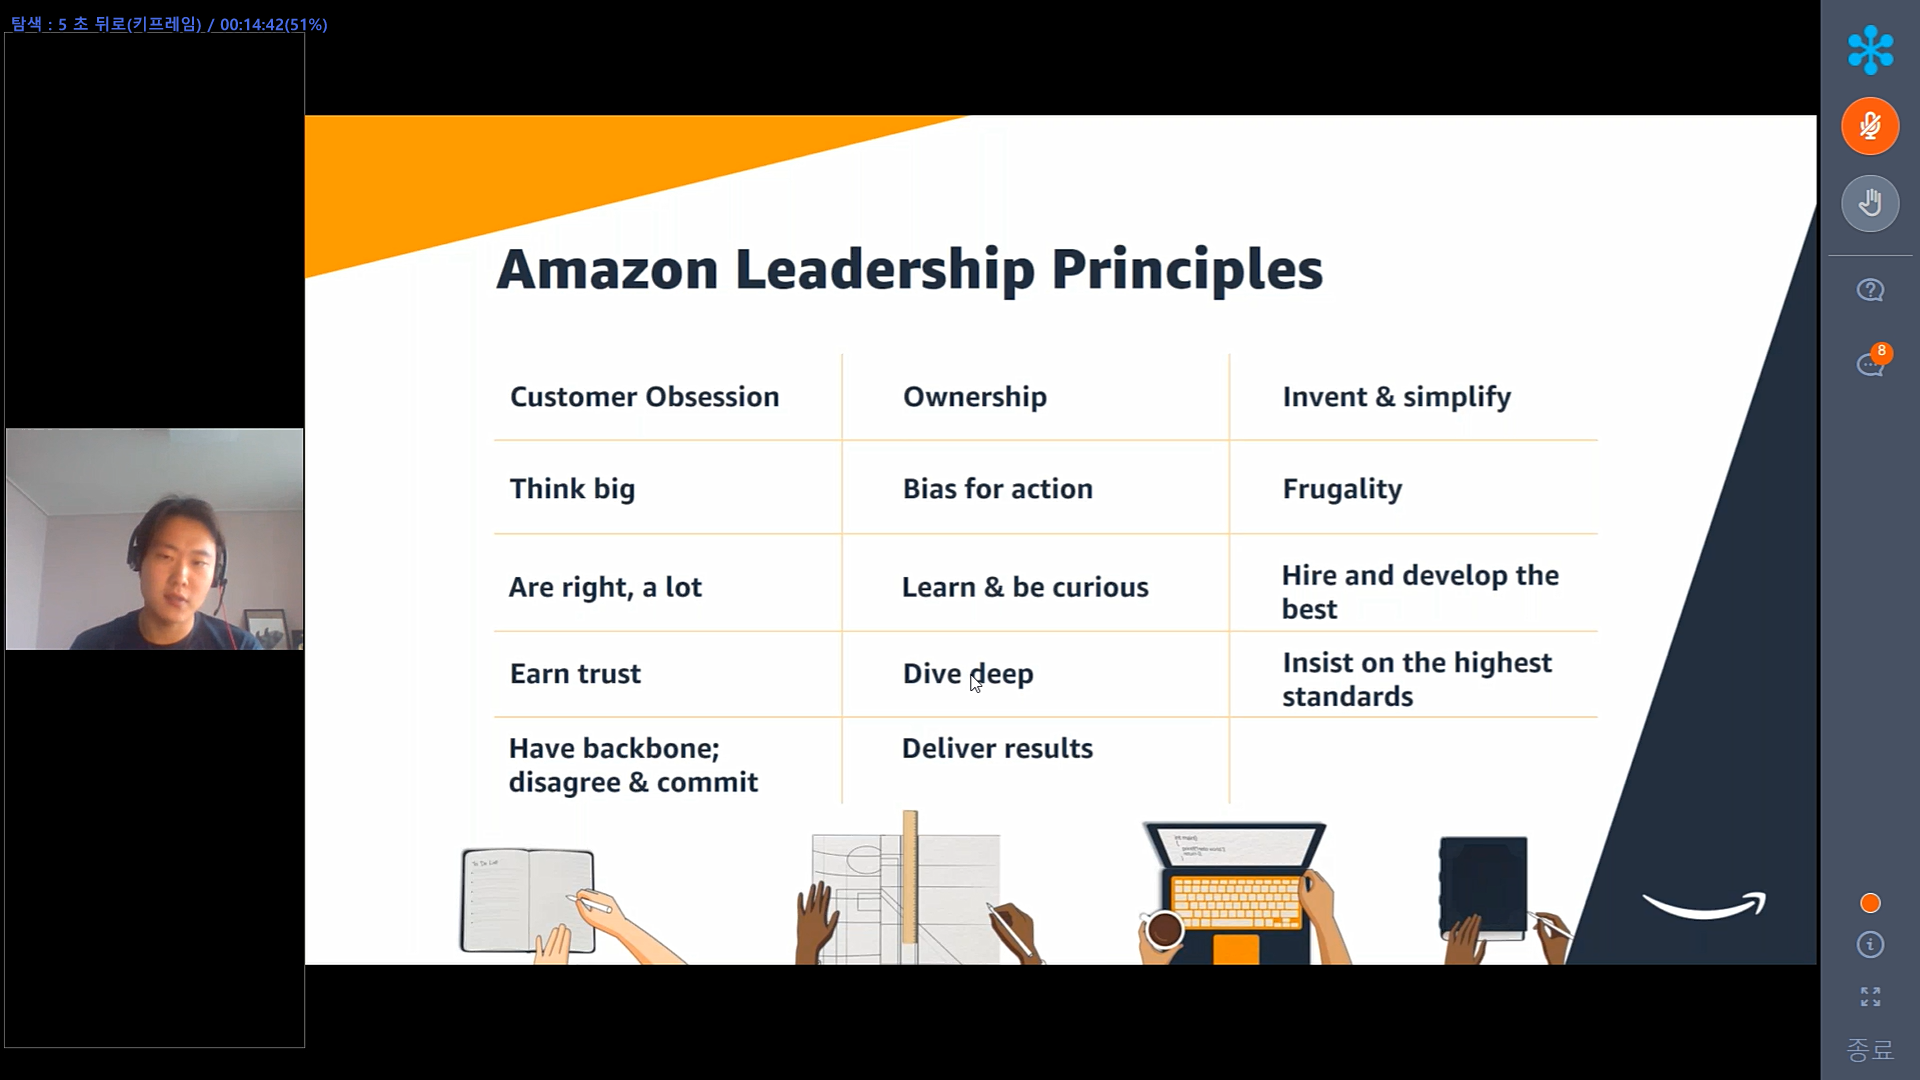 탐색 : 5 초 뒤로(키프레임) / 00:14:42(51%)
Amazon Leadership Principles
Customer Obsession
Ownership
Invent & simplify
Think big
Bias for action
Frugality
Are right, a lot
Learn & be curious
Hire and develop the
best
Earn trust
Dive deep
Insist on the highest
standards
Have backbone;
disagree & commit
Deliver results
To Do List
8
종료